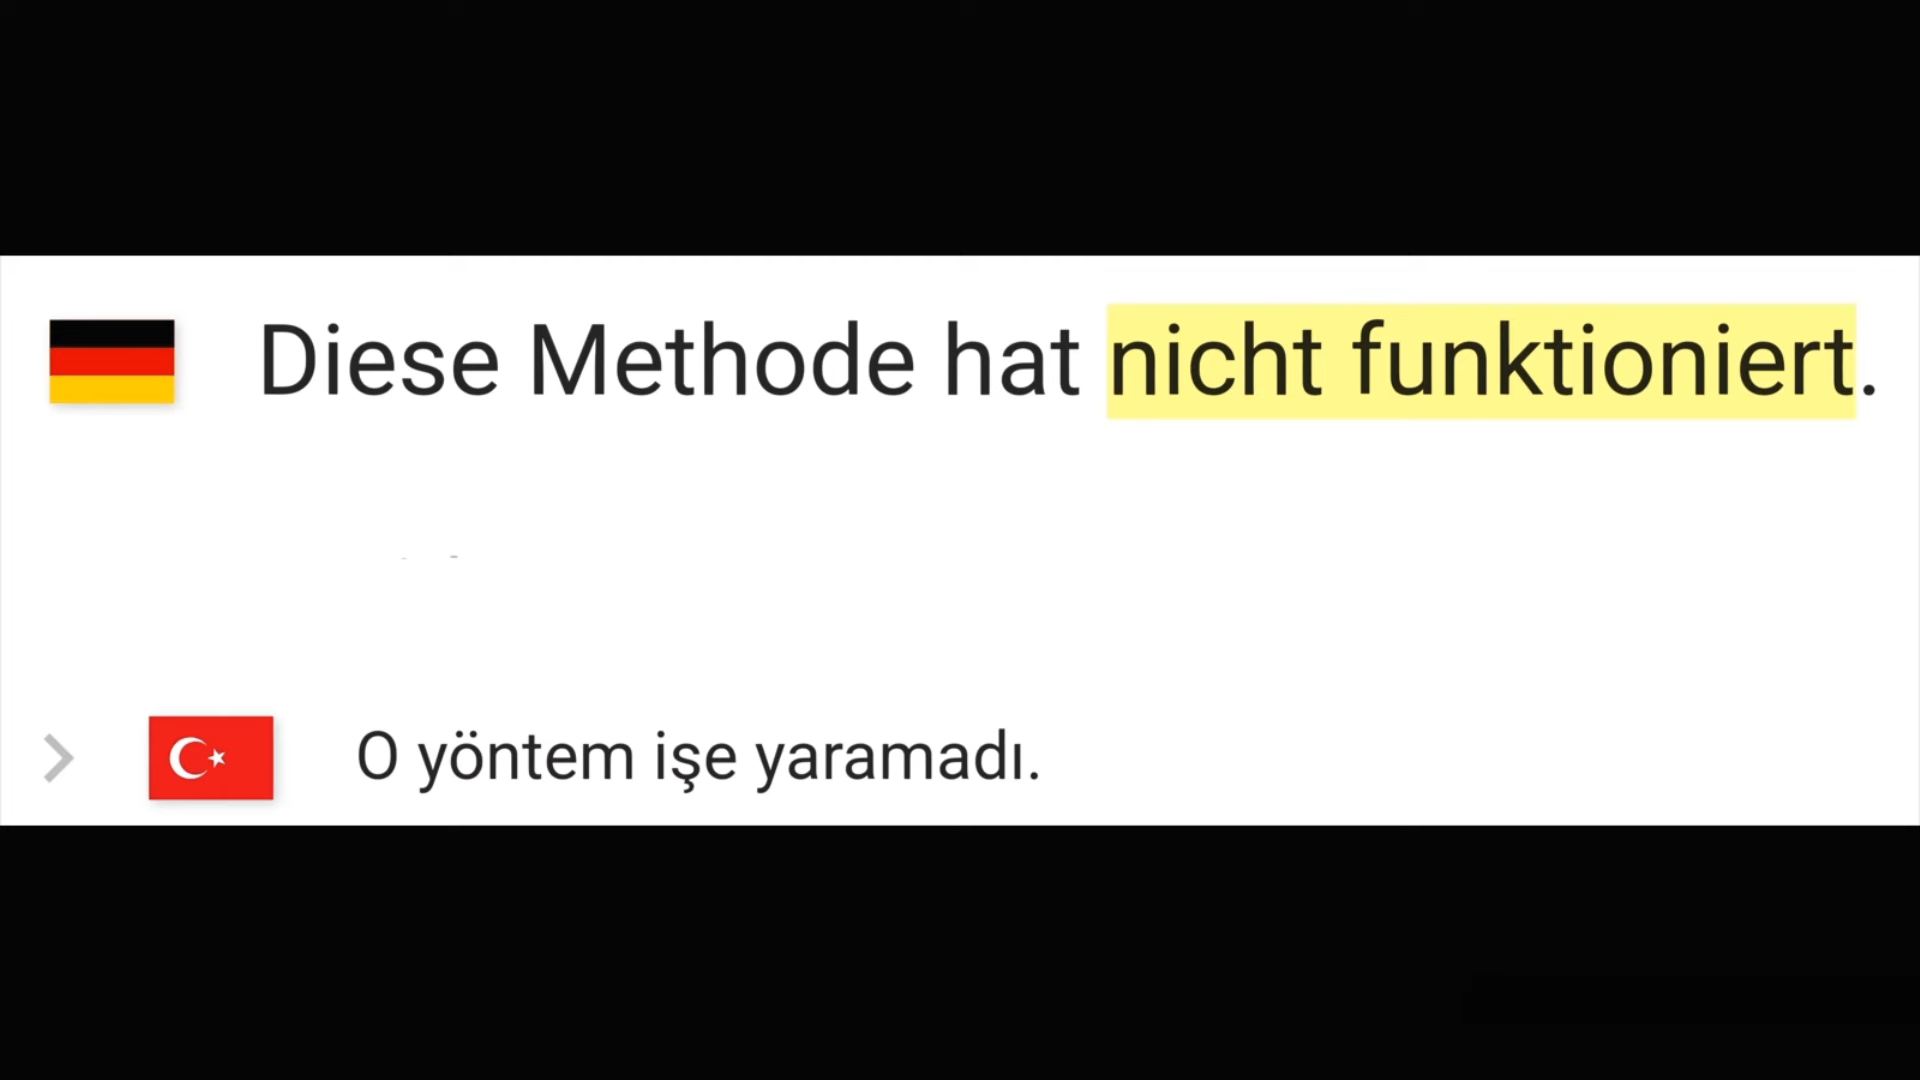 Diese Methode hat nicht funktioniert.
O yöntem işe yaramadı.